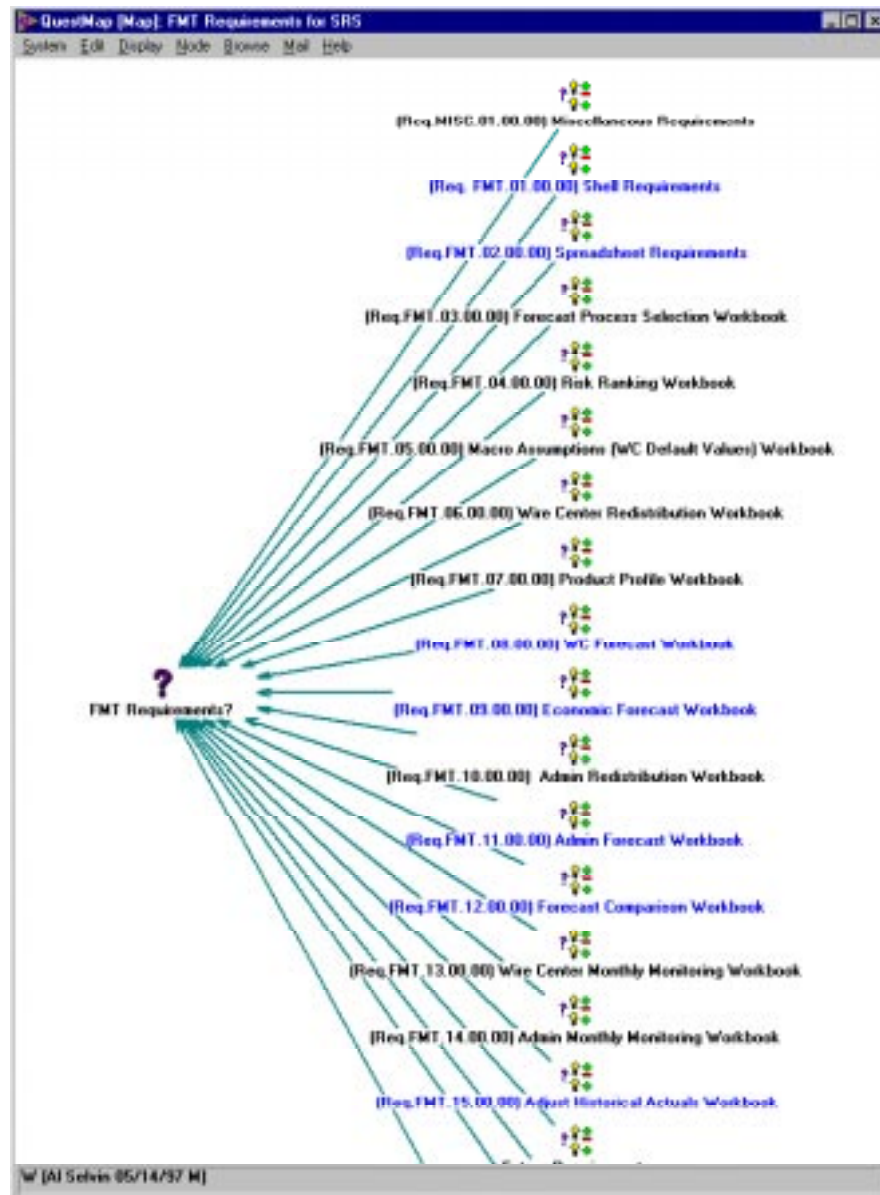 QuestMap [Map]: FMT Requirements for SRS
System Edit Display Node Browse Mail Help
(Req.MISC.01.00.00) Miscellaneous Requirements
(Req. FMT.01.00.00) Shell Requirements
(Req.FMT.02.00.00) Spreadsheet Requirements
(Req.FMT.03.00.00) Forecast Process Selection Workbook
(Req.FMT.04.00.00) Risk Ranking Workbook
(Req.FMT.05.00.00) Macro Assumptions (WC Default Values) Workbook
(Req.FMT.06.00.00) Wire Center Redistribution Workbook
(Req.FMT.07.00.00) Product Profile Workbook
(Req.FMT.08.00.00) WC Forecast Workbook
?
FMT Requirements?
(Req.FMT.09.00.00) Economic Forecast Workbook
(Req.FMT.10.00.00) Admin Redistribution Workbook
(Req.FMT.11.00.00) Admin Forecast Workbook
(Req.FMT.12.00.00) Forecast Comparison Workbook
(Req.FMT.13.00.00) Wire Center Monthly Monitoring Workbook
(Req.FMT.14.00.00) Admin Monthly Monitoring Workbook
(Req.FMT.15.00.00) Adjust Historical Actuals Workbook
W [Al Selvin 05/14/97 M]